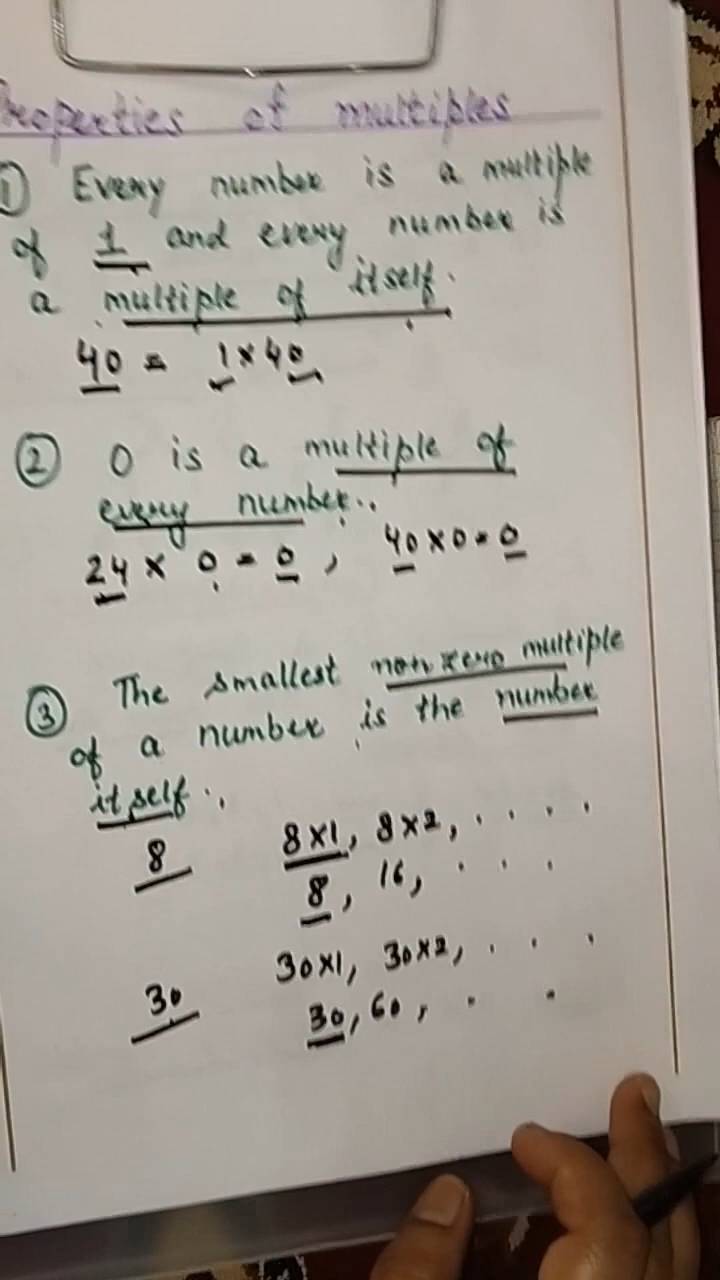 Properties of multiples
① Every number is a multiple
of 1 and every number is
a multiple of itself.
40 = 1×40
② 0 is a multiple of
every number..
24 × 0 = 0 , 40×0=0
③ The smallest non zero multiple
of a number is the number
itself..
8 8×1, 8×2, . . . .
8, 16, . . .
30 30×1, 30×2, . . .
30, 60, . .